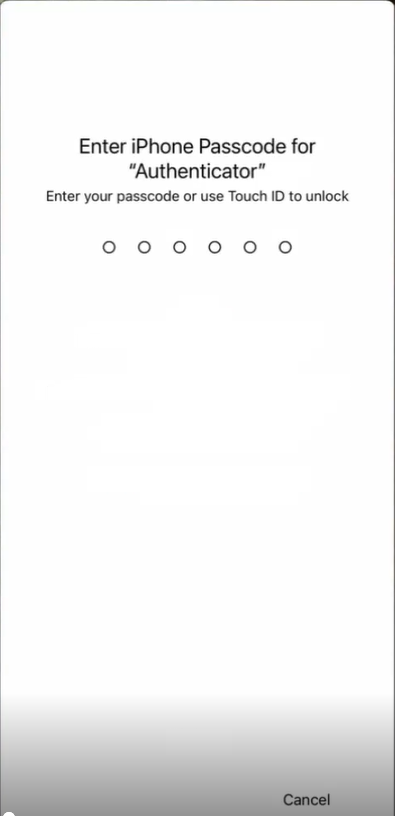 Enter iPhone Passcode for
“Authenticator”
Enter your passcode or use Touch ID to unlock
Cancel